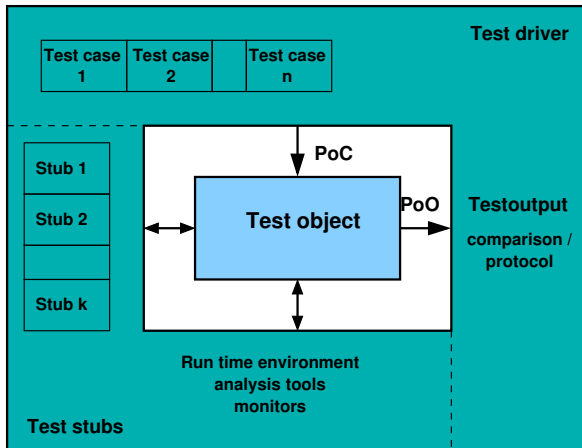 Test driver
Test case
1
Test case
2
Test case
n
PoC
Stub 1
Stub 2
Stub k
Test object
PoO
Testoutput
comparison /
protocol
Run time environment
analysis tools
monitors
Test stubs